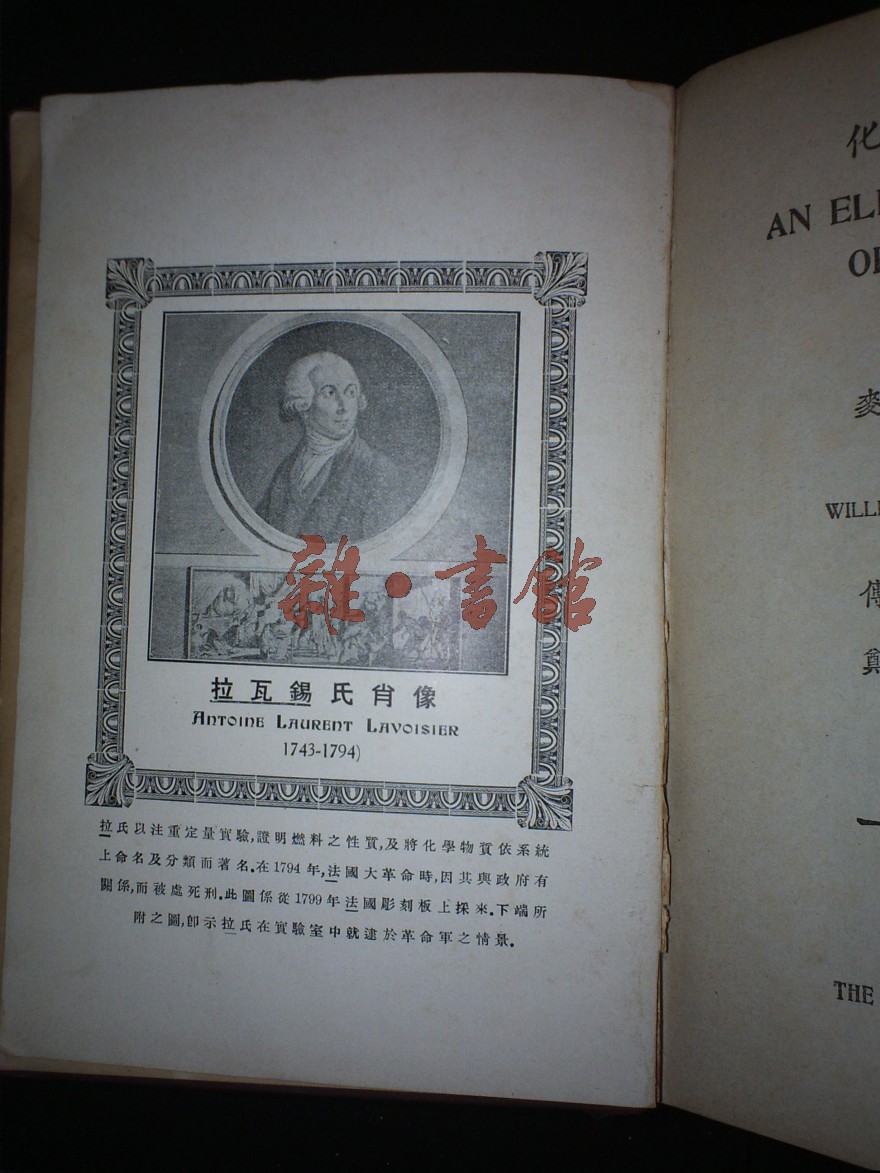 雜·書館
拉瓦錫氏肖像
ANTOINE LAURENT LAVOISIER
1743-1794)
拉氏以注重定量實驗,證明燃料之性質,及將化學物質依系統
上命名及分類而著名.在1794年,法國大革命時,因其與政府有
關係,而被處死刑.此圖係從1799年法國彫刻板上採來.下端所
附之圖,卽示拉氏在實驗室中就逮於革命軍之情景.
化
AN EL
OF
麥
WILLI
傅
鄭
THE